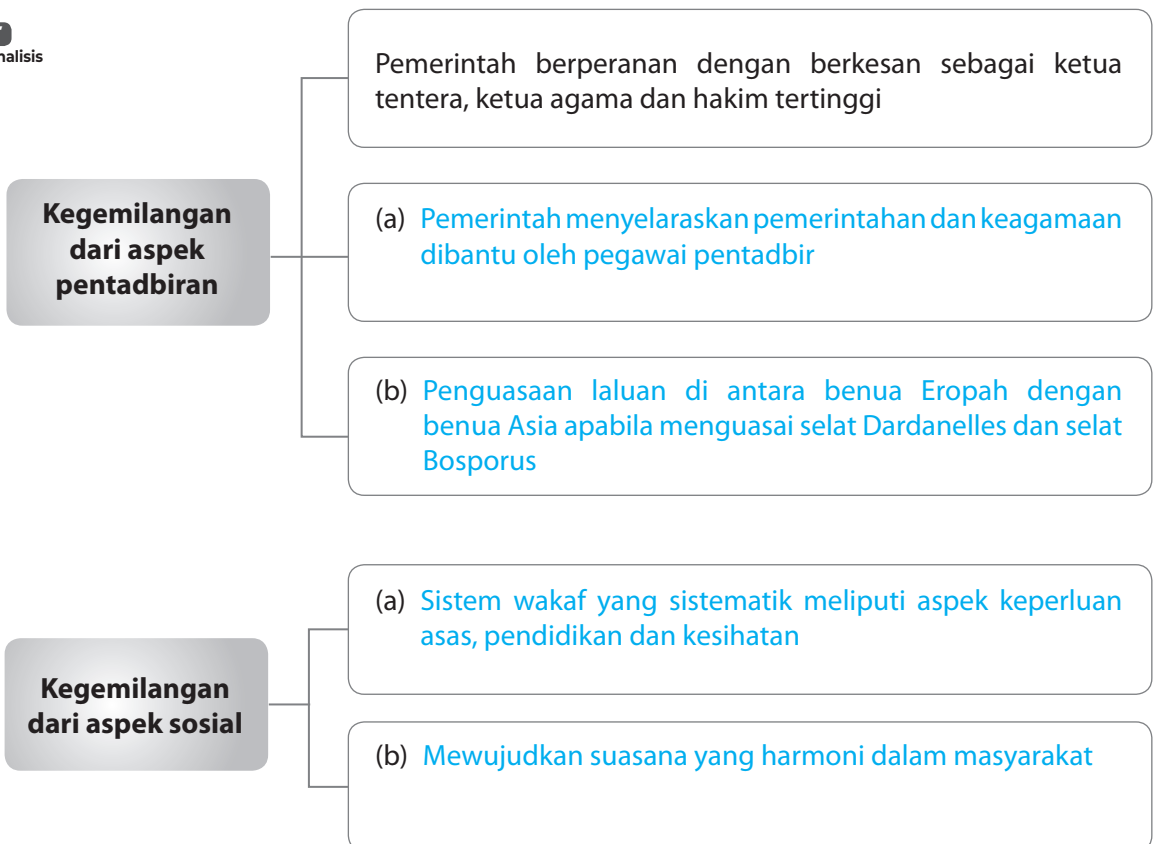 Pemerintah berperanan dengan berkesan sebagai ketua
tentera, ketua agama dan hakim tertinggi
Kegemilangan
dari aspek
pentadbiran
(a) Pemerintah menyelaraskan pemerintahan dan keagamaan
dibantu oleh pegawai pentadbir
(b) Penguasaan laluan di antara benua Eropah dengan
benua Asia apabila menguasai selat Dardanelles dan selat
Bosporus
Kegemilangan
dari aspek sosial
(a) Sistem wakaf yang sistematik meliputi aspek keperluan
asas, pendidikan dan kesihatan
(b) Mewujudkan suasana yang harmoni dalam masyarakat